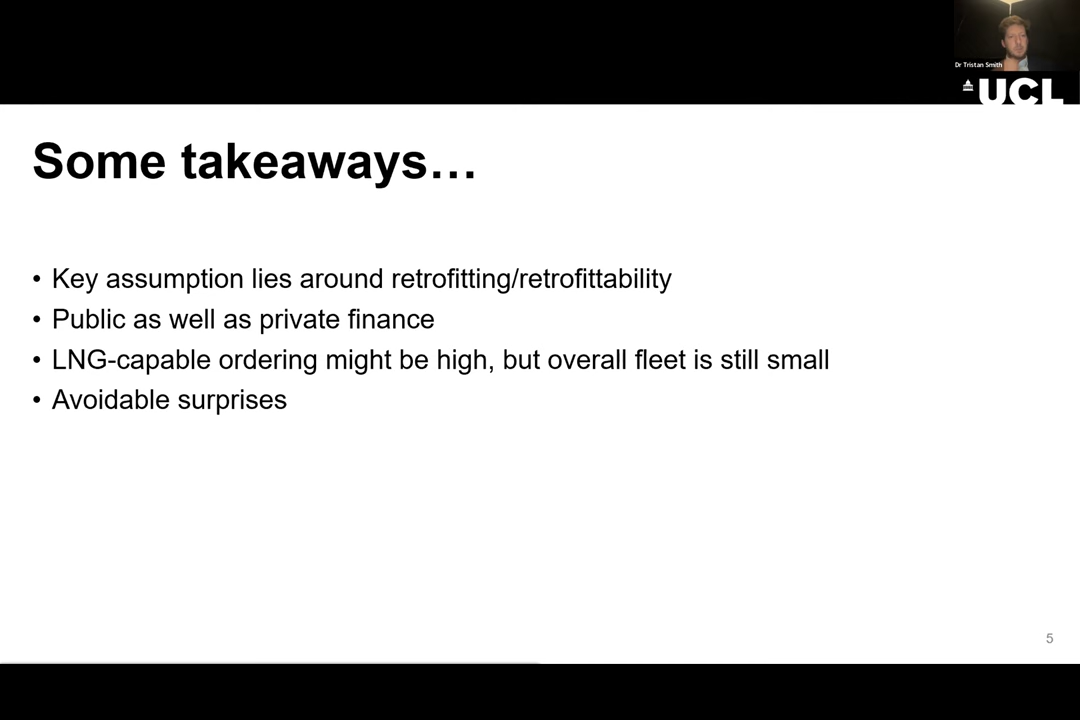 Dr Tristan Smith
UCL
Some takeaways…
• Key assumption lies around retrofitting/retrofittability
• Public as well as private finance
• LNG-capable ordering might be high, but overall fleet is still small
• Avoidable surprises
5